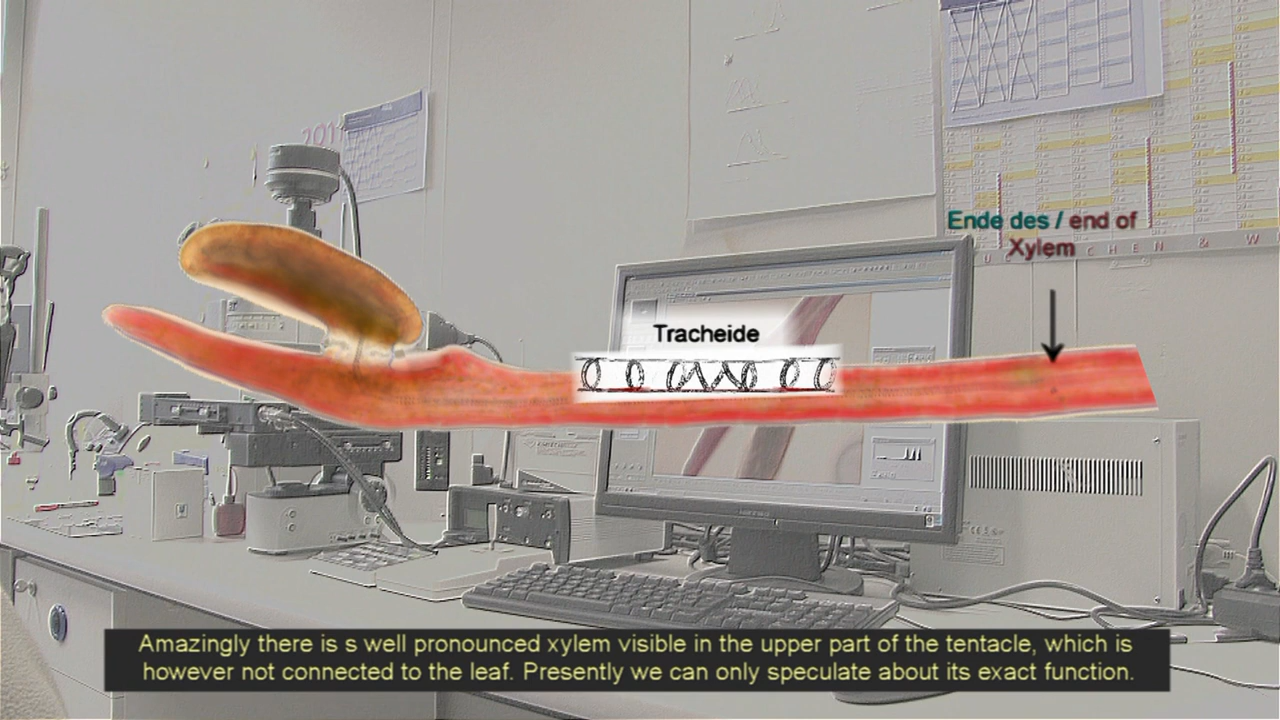 201
Ende des / end of
Xylem
Tracheide
Amazingly there is s well pronounced xylem visible in the upper part of the tentacle, which is
however not connected to the leaf. Presently we can only speculate about its exact function.